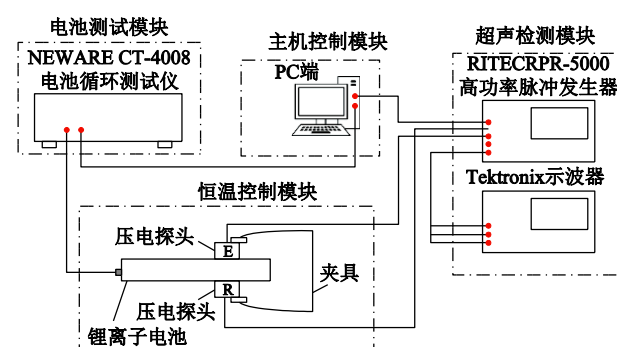 电池测试模块
NEWARE CT-4008
电池循环测试仪
主机控制模块
PC端
超声检测模块
RITECRPR-5000
高功率脉冲发生器
Tektronix示波器
恒温控制模块
压电探头
E
夹具
R
压电探头
锂离子电池